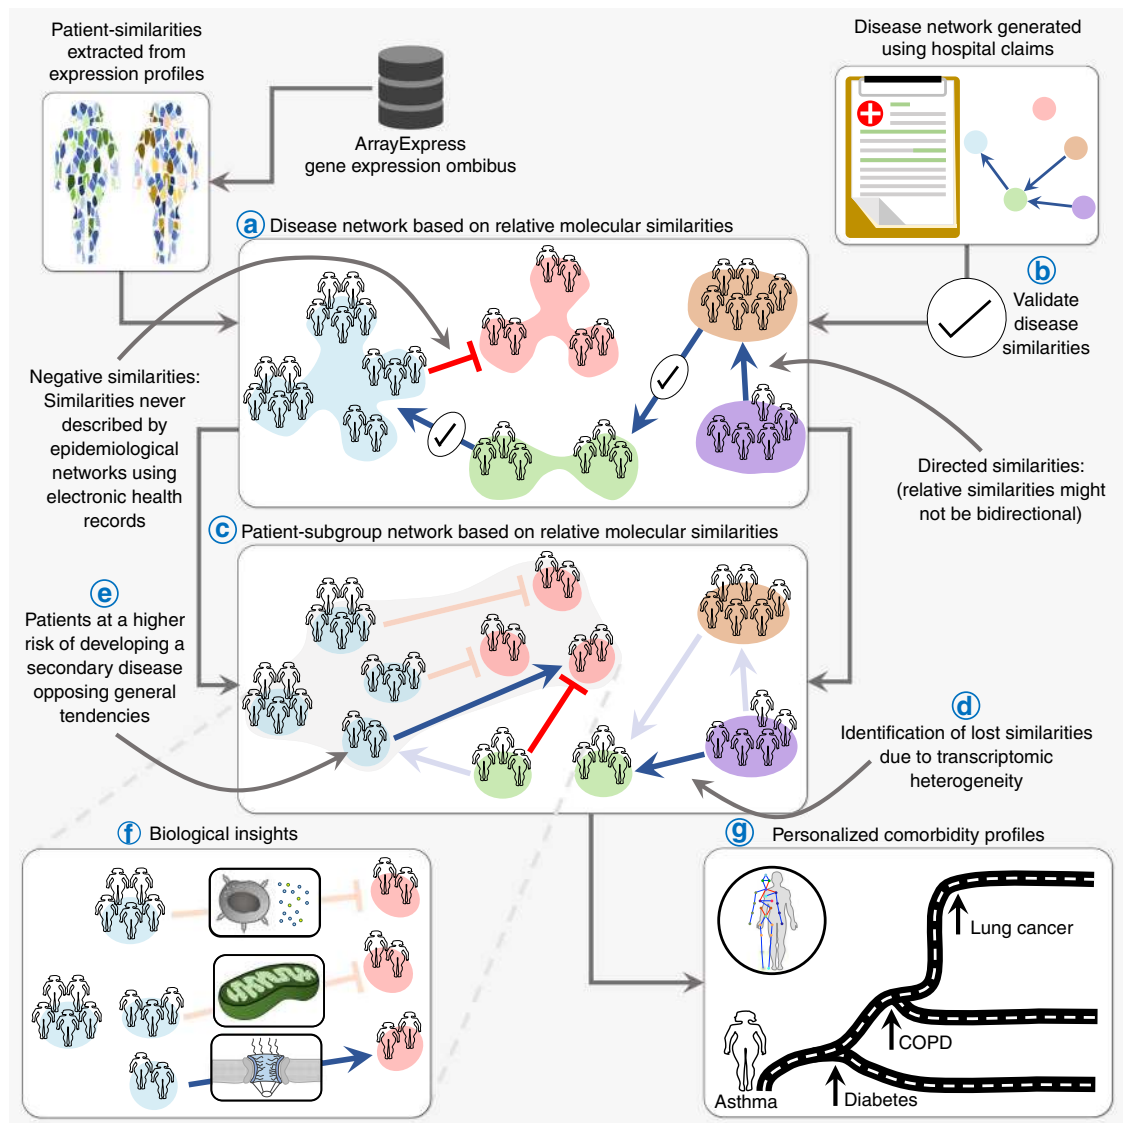 Patient-similarities
extracted from
expression profiles
ArrayExpress
gene expression ombibus
Disease network generated
using hospital claims
a Disease network based on relative molecular similarities
b
Validate
disease
similarities
Negative similarities:
Similarities never
described by
epidemiological
networks using
electronic health
records
Directed similarities:
(relative similarities might
not be bidirectional)
c Patient-subgroup network based on relative molecular similarities
e
Patients at a higher
risk of developing a
secondary disease
opposing general
tendencies
d
Identification of lost similarities
due to transcriptomic
heterogeneity
f Biological insights
g Personalized comorbidity profiles
Lung cancer
COPD
Diabetes
Asthma